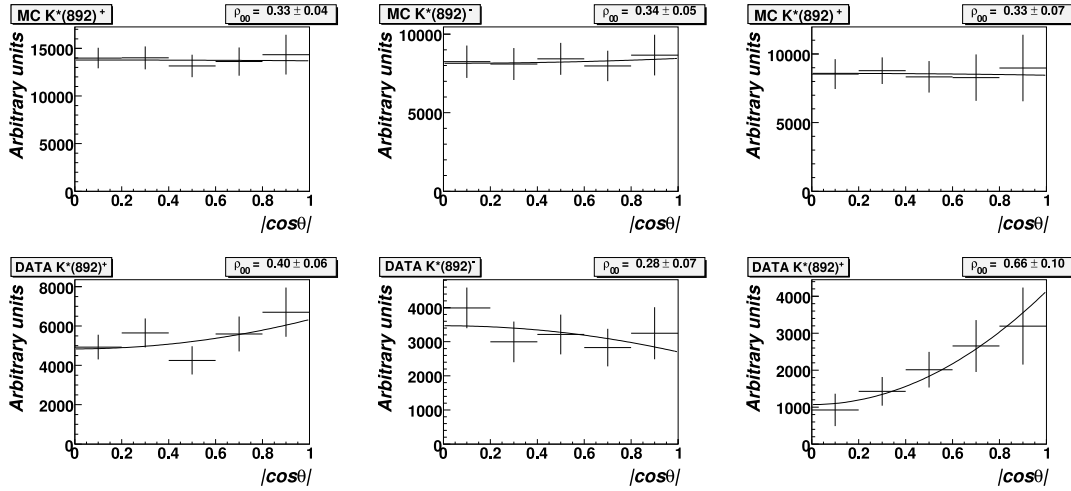 MC K*(892)+
ρ00 = 0.33 ± 0.04
Arbitrary units
15000
10000
5000
0
0 0.2 0.4 0.6 0.8 1
|cosθ|
MC K*(892)-
ρ00 = 0.34 ± 0.05
Arbitrary units
10000
8000
6000
4000
2000
0
0 0.2 0.4 0.6 0.8 1
|cosθ|
MC K*(892)+
ρ00 = 0.33 ± 0.07
Arbitrary units
10000
5000
0
0 0.2 0.4 0.6 0.8 1
|cosθ|
DATA K*(892)+
ρ00 = 0.40 ± 0.06
Arbitrary units
8000
6000
4000
2000
0
0 0.2 0.4 0.6 0.8 1
|cosθ|
DATA K*(892)-
ρ00 = 0.28 ± 0.07
Arbitrary units
4000
3000
2000
1000
0
0 0.2 0.4 0.6 0.8 1
|cosθ|
DATA K*(892)+
ρ00 = 0.66 ± 0.10
Arbitrary units
4000
3000
2000
1000
0
0 0.2 0.4 0.6 0.8 1
|cosθ|